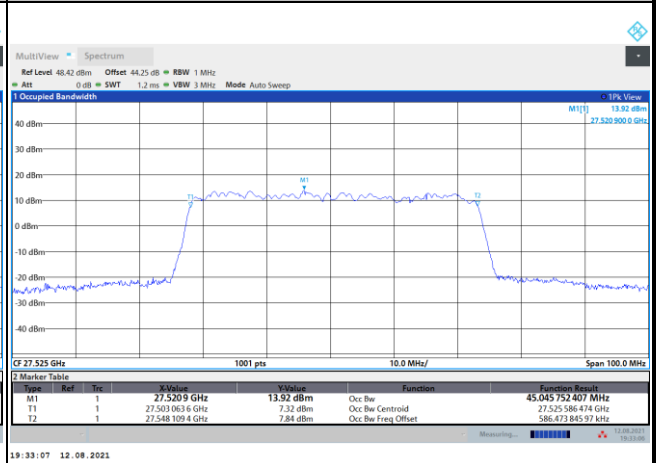 MultiView Spectrum
Ref Level 48.42 dBm Offset 44.25 dB RBW 1 MHz
Att 0 dB SWT 1.2 ms VBW 3 MHz Mode Auto Sweep
1 Occupied Bandwidth 1Pk View
M1[1] 13.92 dBm
27.520 900 0 GHz
40 dBm
30 dBm
20 dBm
M1
T1
T2
10 dBm
0 dBm
-10 dBm
-20 dBm
-30 dBm
-40 dBm
CF 27.525 GHz 1001 pts 10.0 MHz/ Span 100.0 MHz
2 Marker Table
Type Ref Trc X-Value Y-Value Function Function Result
M1 1 27.5209 GHz 13.92 dBm Occ Bw 45.045 752 407 MHz
T1 1 27.503 063 6 GHz 7.32 dBm Occ Bw Centroid 27.525 586 474 GHz
T2 1 27.548 109 4 GHz 7.84 dBm Occ Bw Freq Offset 586.473 845 97 kHz
Measuring... 12.08.2021
19:33:06
19:33:07 12.08.2021